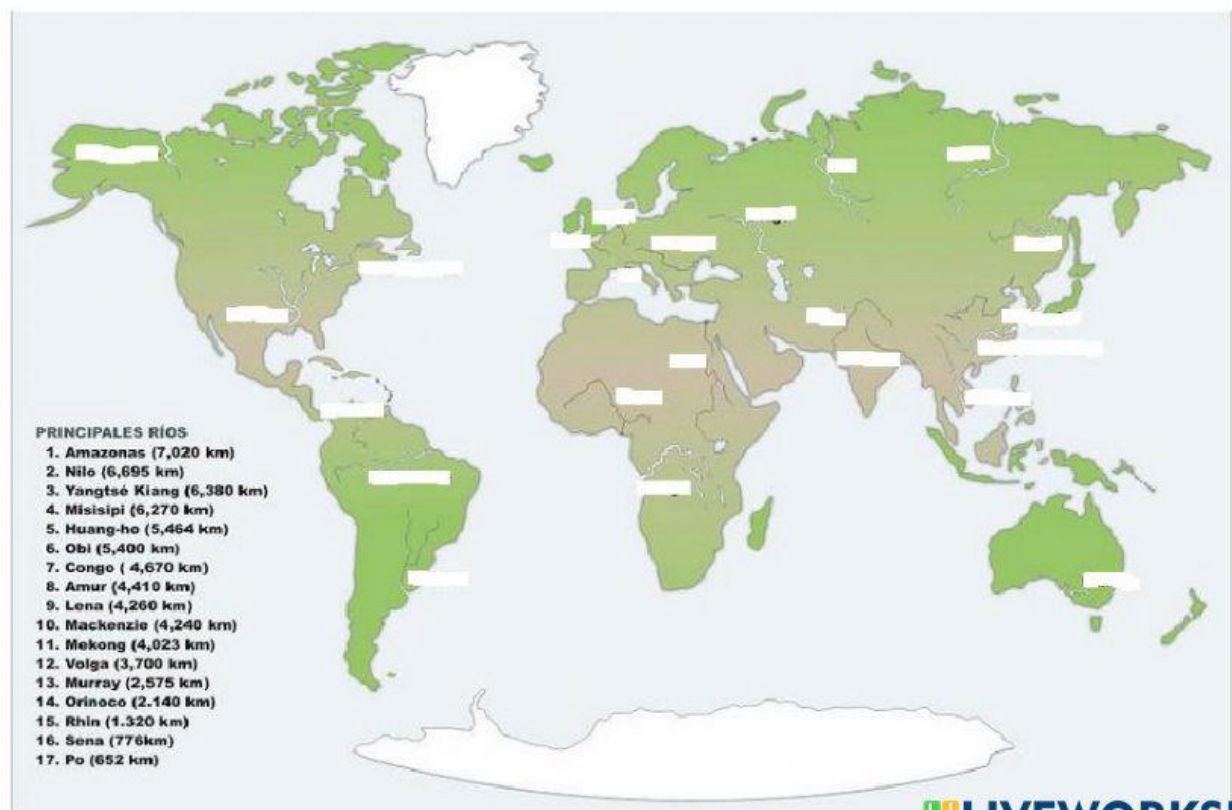 PRINCIPALES RÍOS
1. Amazonas (7,020 km)
2. Nilo (6,695 km)
3. Yangtsé Kiang (6,380 km)
4. Misisipi (6,270 km)
5. Huang-ho (5,464 km)
6. Obi (5,400 km)
7. Congo ( 4,670 km)
8. Amur (4,410 km)
9. Lena (4,260 km)
10. Mackenzie (4,240 km)
11. Mekong (4,023 km)
12. Volga (3,700 km)
13. Murray (2,575 km)
14. Orinoco (2.140 km)
15. Rhin (1.320 km)
16. Sena (776km)
17. Po (652 km)
LIVEWORKS